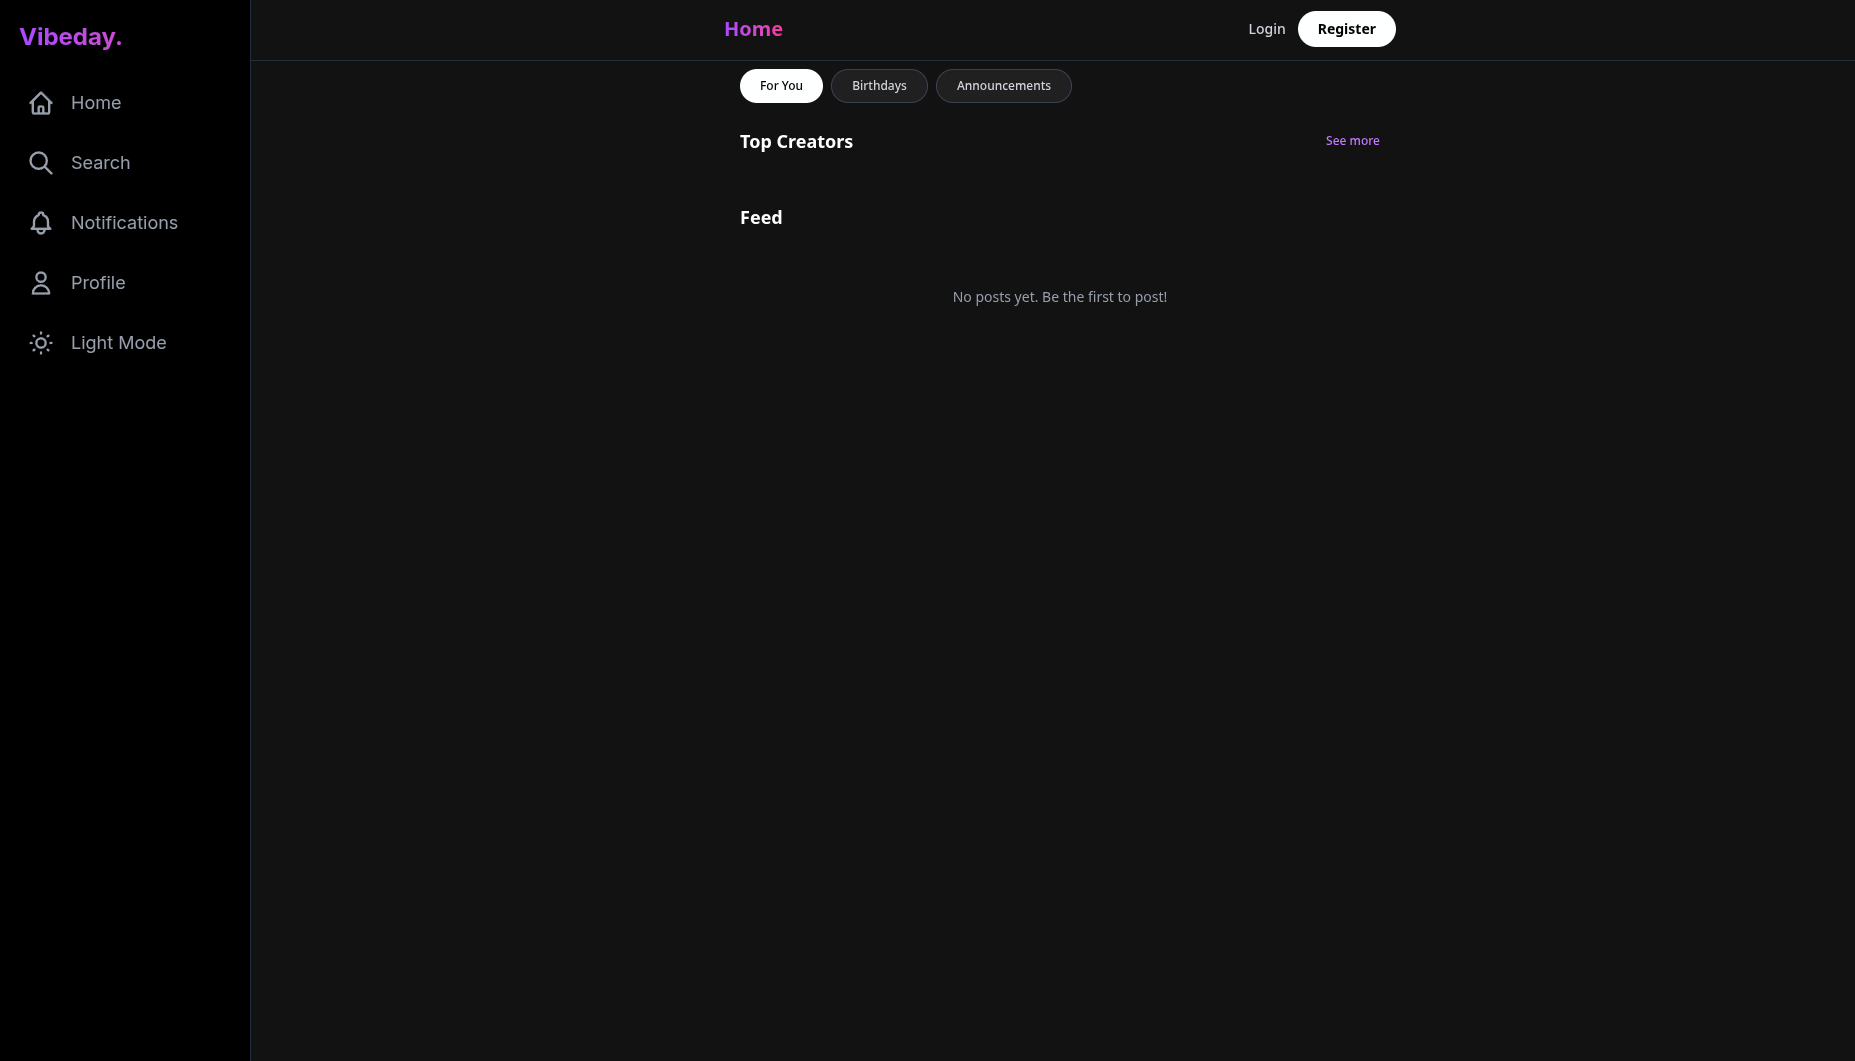 Vibeday.
Home
Search
Notifications
Profile
Light Mode
Home
Login
Register
For You
Birthdays
Announcements
Top Creators
See more
Feed
No posts yet. Be the first to post!